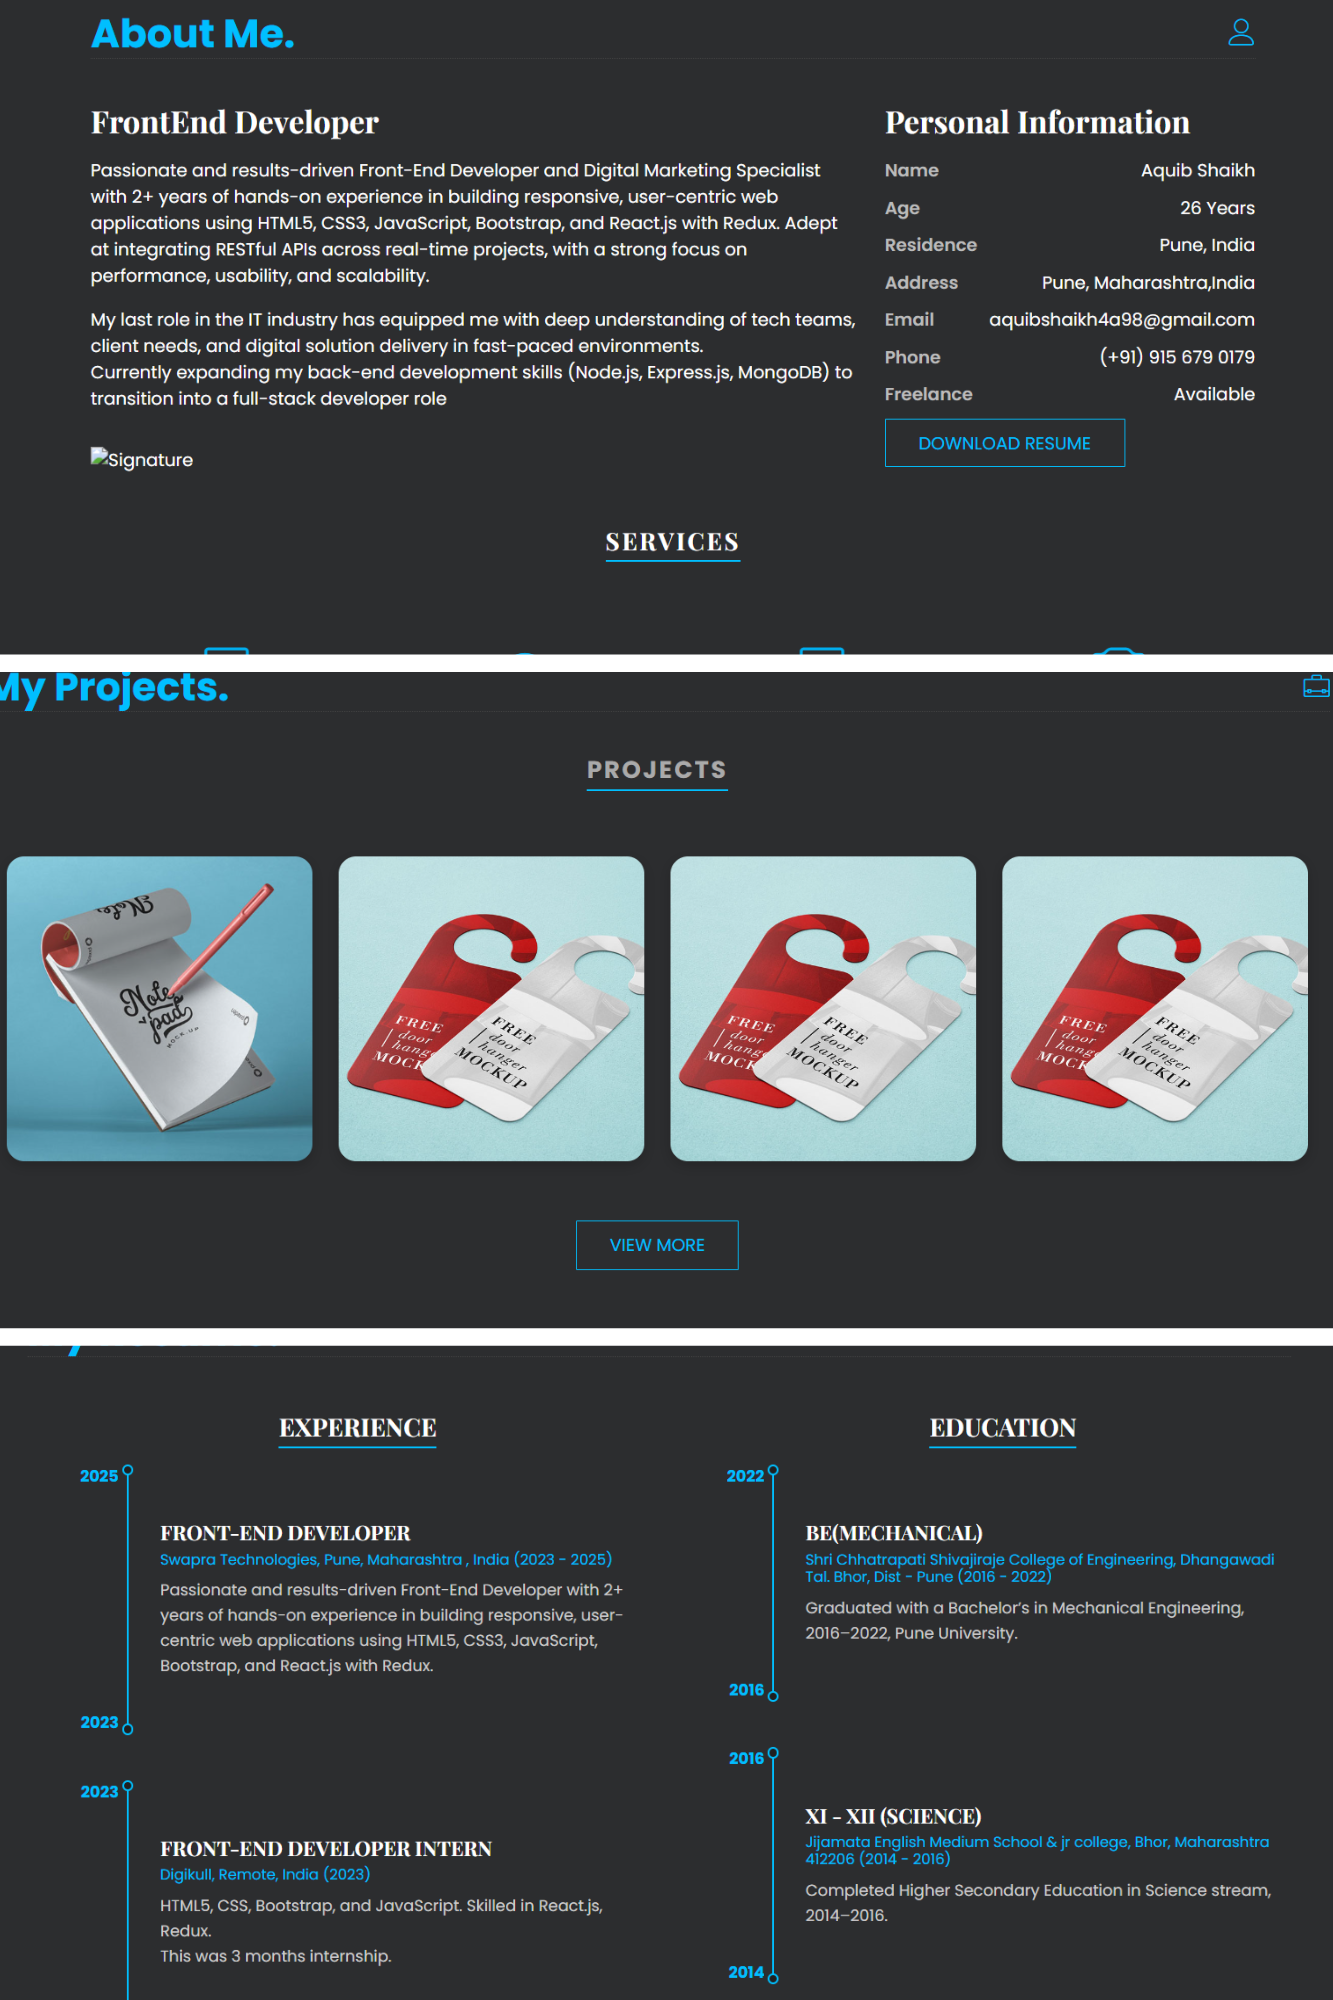 About Me.
FrontEnd Developer
Passionate and results-driven Front-End Developer and Digital Marketing Specialist
with 2+ years of hands-on experience in building responsive, user-centric web
applications using HTML5, CSS3, JavaScript, Bootstrap, and React.js with Redux. Adept
at integrating RESTful APIs across real-time projects, with a strong focus on
performance, usability, and scalability.
My last role in the IT industry has equipped me with deep understanding of tech teams,
client needs, and digital solution delivery in fast-paced environments.
Currently expanding my back-end development skills (Node.js, Express.js, MongoDB) to
transition into a full-stack developer role
Signature
Personal Information
Name Aquib Shaikh
Age 26 Years
Residence Pune, India
Address Pune, Maharashtra,India
Email aquibshaikh4a98@gmail.com
Phone (+91) 915 679 0179
Freelance Available
DOWNLOAD RESUME
SERVICES
My Projects.
PROJECTS
Note
Note
pad
MOCK UP
FREE
door
hanger
MOCK
FREE
door
hanger
MOCKUP
FREE
door
hange
MOCK
FREE
door
hanger
MOCKUP
FREE
door
hang
MOCK
FREE
door
hanger
MOCKUP
VIEW MORE
EXPERIENCE
2025
FRONT-END DEVELOPER
Swapra Technologies, Pune, Maharashtra , India (2023 - 2025)
Passionate and results-driven Front-End Developer with 2+
years of hands-on experience in building responsive, user-
centric web applications using HTML5, CSS3, JavaScript,
Bootstrap, and React.js with Redux.
2023
2023
FRONT-END DEVELOPER INTERN
Digikull, Remote, India (2023)
HTML5, CSS, Bootstrap, and JavaScript. Skilled in React.js,
Redux.
This was 3 months internship.
EDUCATION
2022
BE(MECHANICAL)
Shri Chhatrapati Shivajiraje College of Engineering, Dhangawadi
Tal. Bhor, Dist - Pune (2016 - 2022)
Graduated with a Bachelor's in Mechanical Engineering,
2016–2022, Pune University.
2016
2016
XI - XII (SCIENCE)
Jijamata English Medium School & jr college, Bhor, Maharashtra
412206 (2014 - 2016)
Completed Higher Secondary Education in Science stream,
2014–2016.
2014